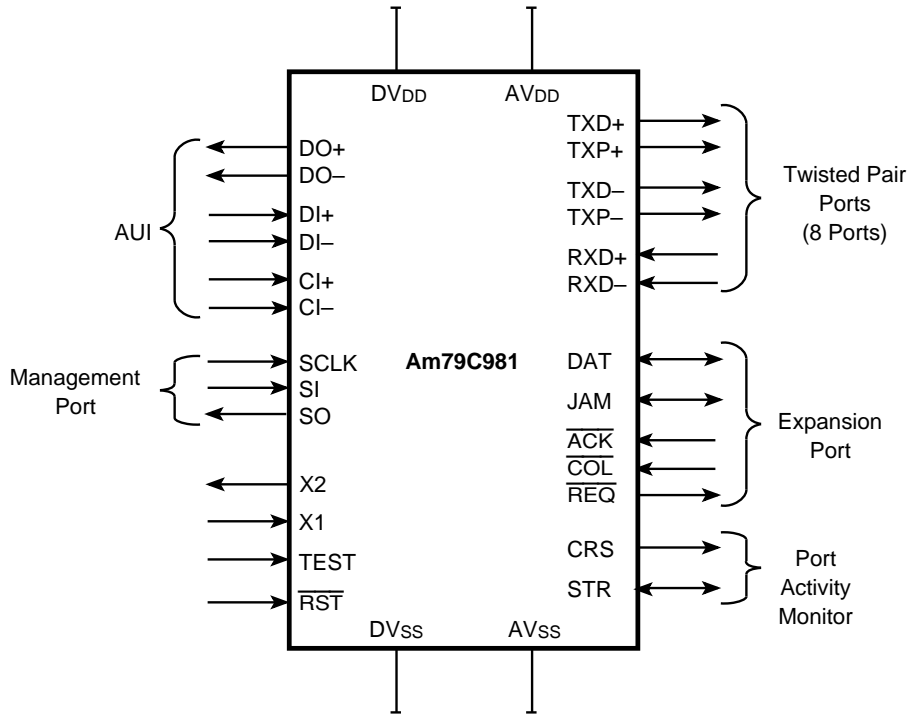 DVDD
AVDD
AUI
DO+
DO–
DI+
DI–
CI+
CI–
Management
Port
SCLK
SI
SO
X2
X1
TEST
RST
DVSS
AVSS
Am79C981
TXD+
TXP+
TXD–
TXP–
RXD+
RXD–
Twisted Pair
Ports
(8 Ports)
DAT
JAM
ACK
COL
REQ
Expansion
Port
CRS
STR
Port
Activity
Monitor